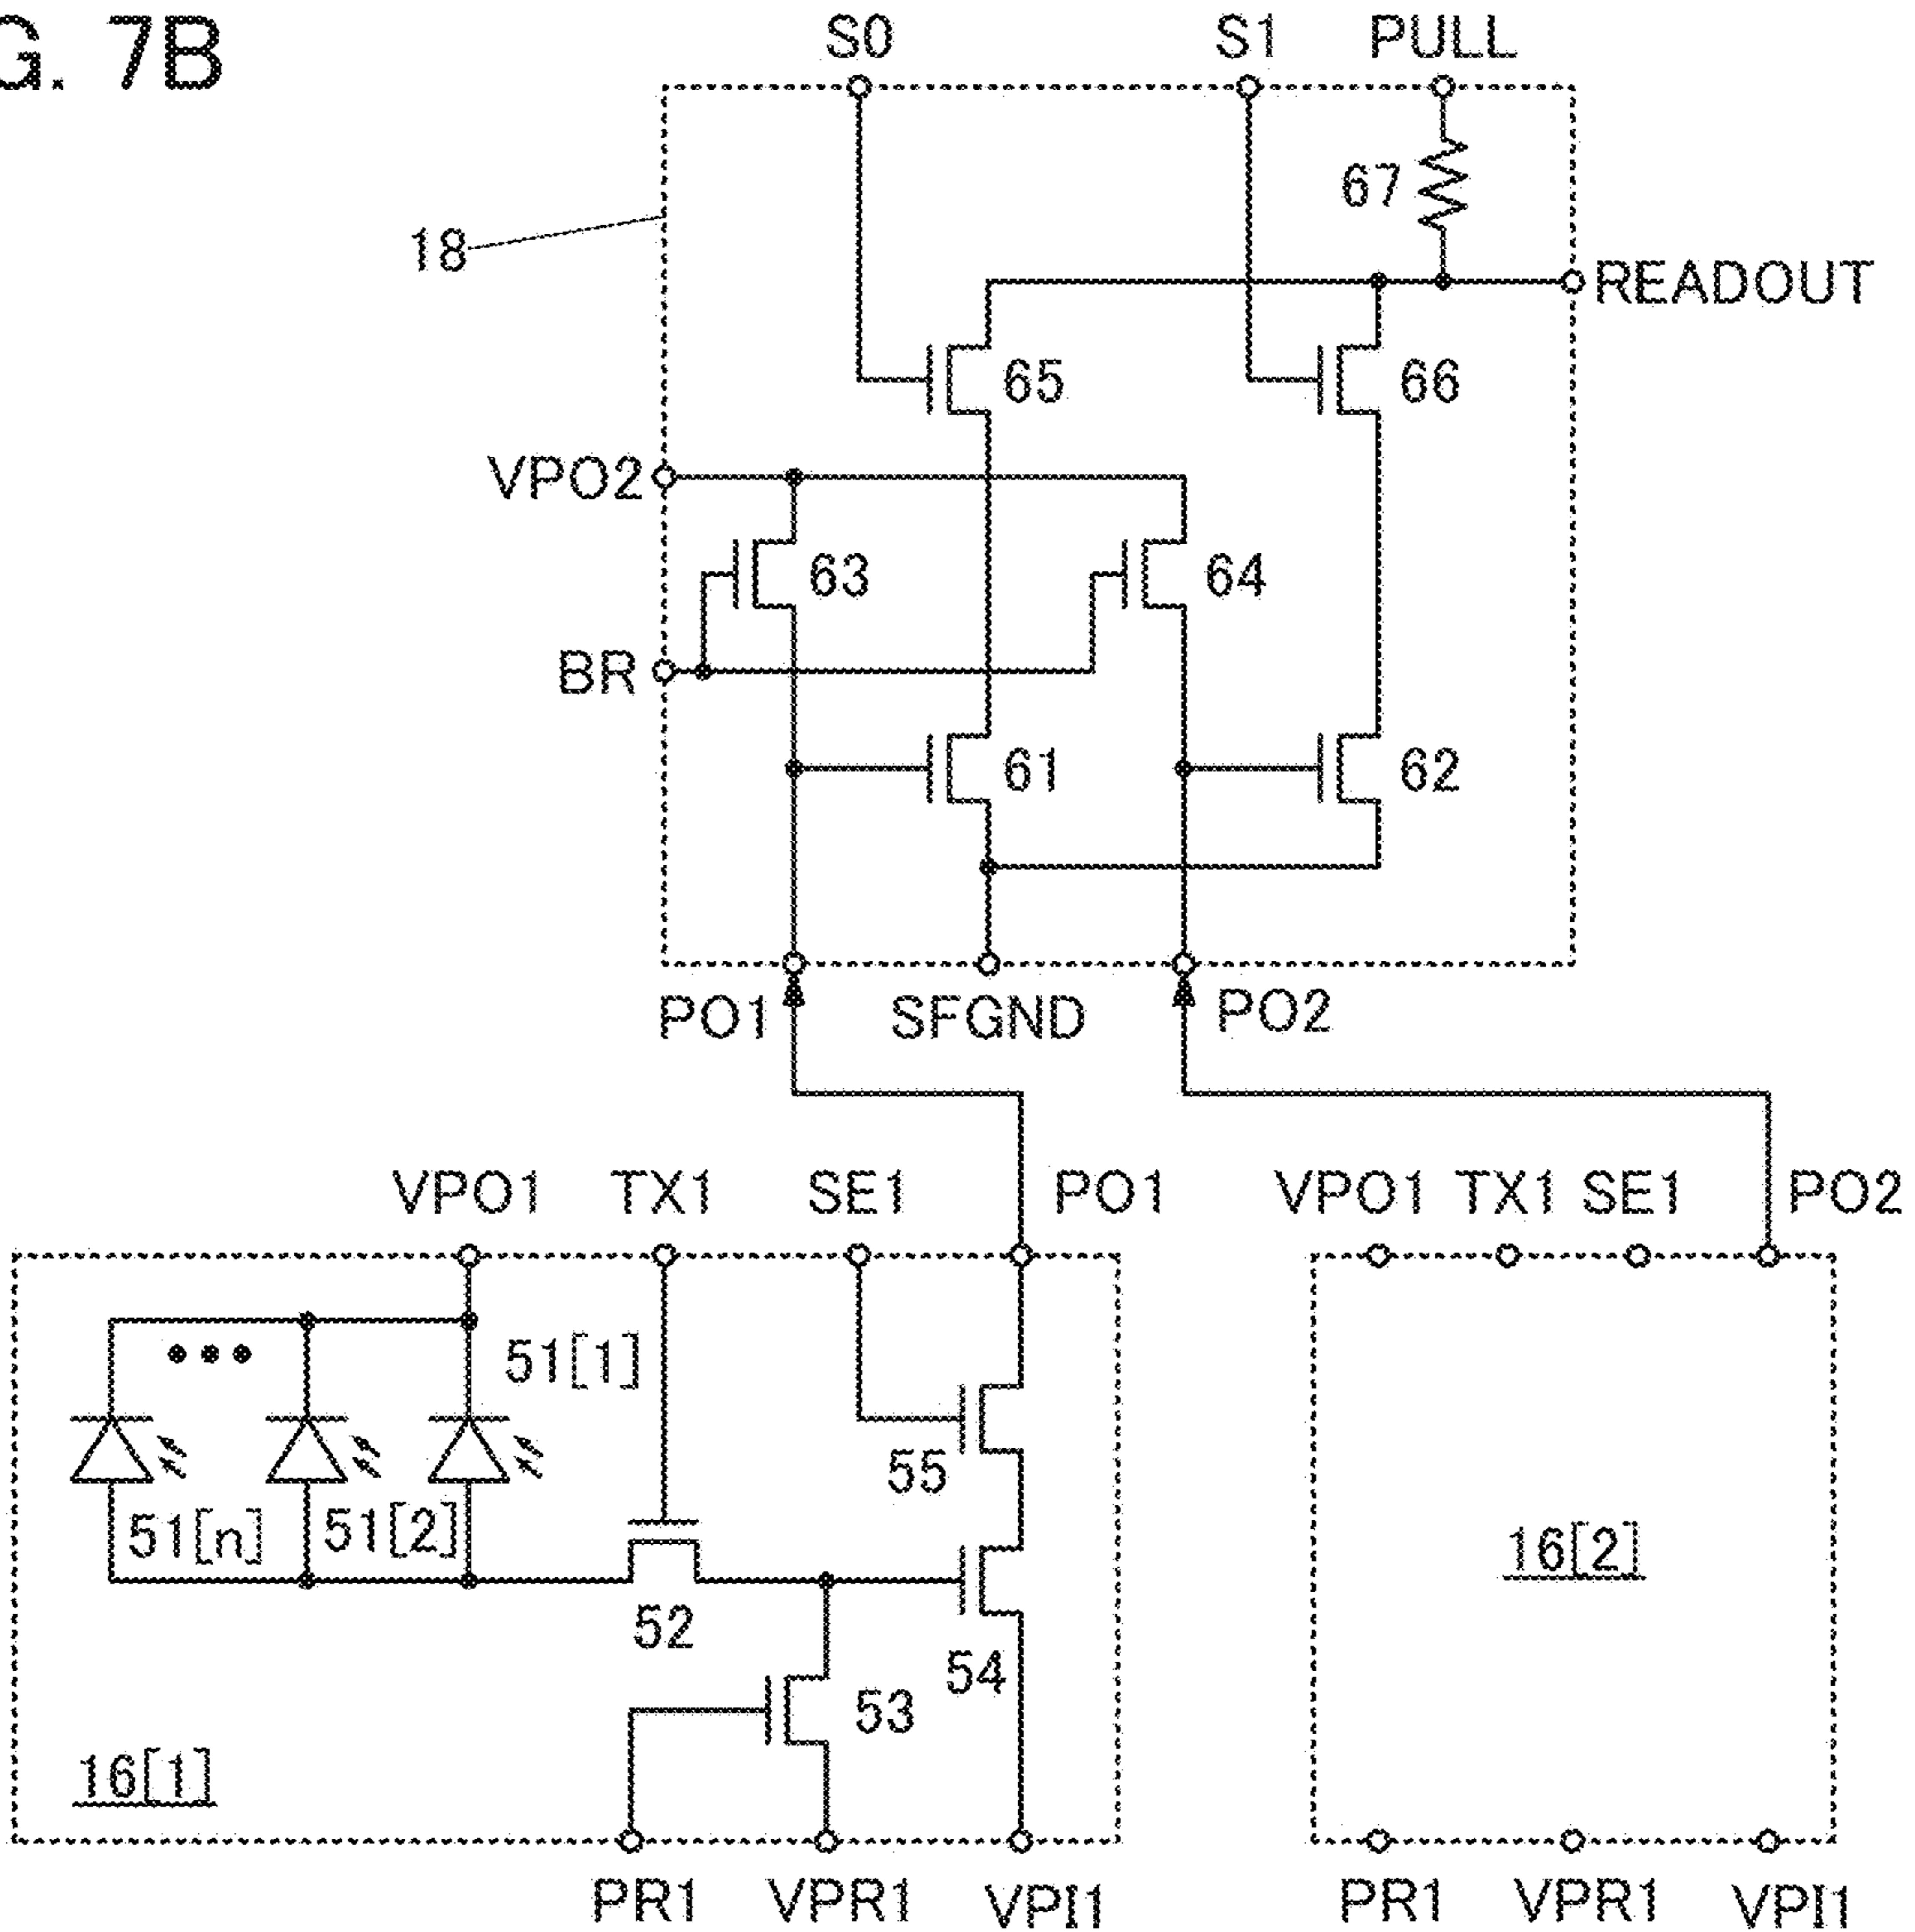 G. 7B
S0 S1 PULL
67
18
READOUT
65 66
VPO2
63 64
BR
61 62
PO1 SFGND PO2
VPO1 TX1 SE1 PO1 VPO1 TX1 SE1 PO2
51[1]
55
51[n] 51[2] 16[2]
52
54
53
16[1]
PR1 VPR1 VPI1 PR1 VPR1 VPI1